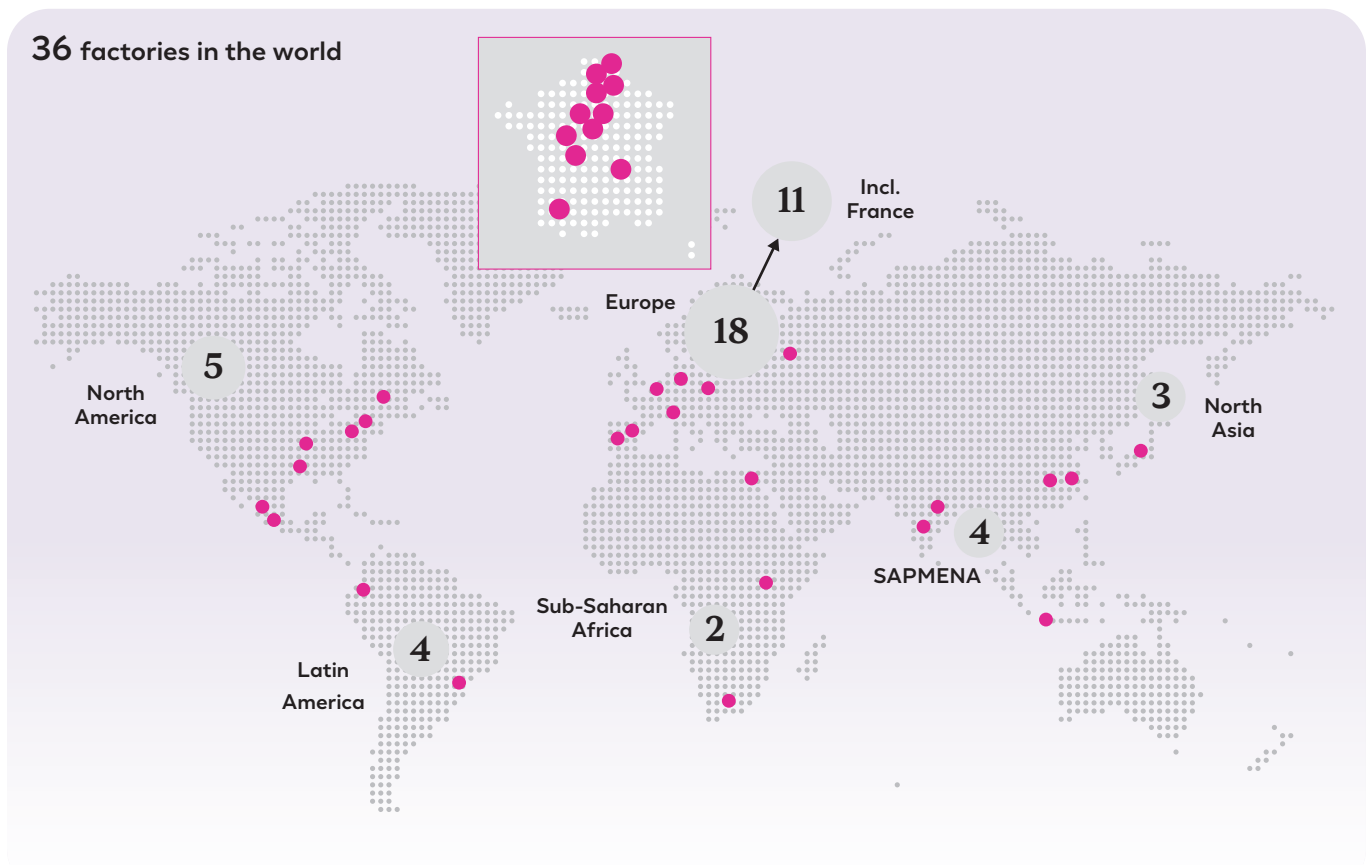 36 factories in the world
11
Incl.
France
Europe
18
5
North
America
3
North
Asia
4
SAPMENA
Sub-Saharan
Africa
2
4
Latin
America